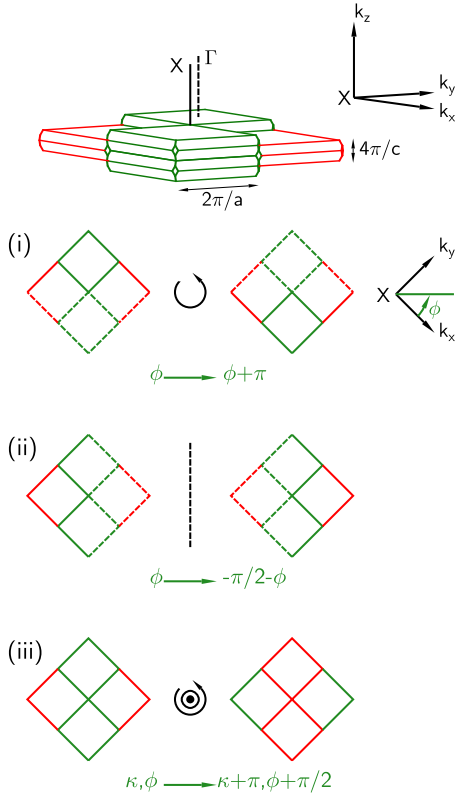 k_z
Γ
X
k_y
X
k_x
4π/c
2π/a
(i)
k_y
X
ϕ
k_x
ϕ → ϕ+π
(ii)
ϕ → -π/2-ϕ
(iii)
κ,ϕ → κ+π,ϕ+π/2